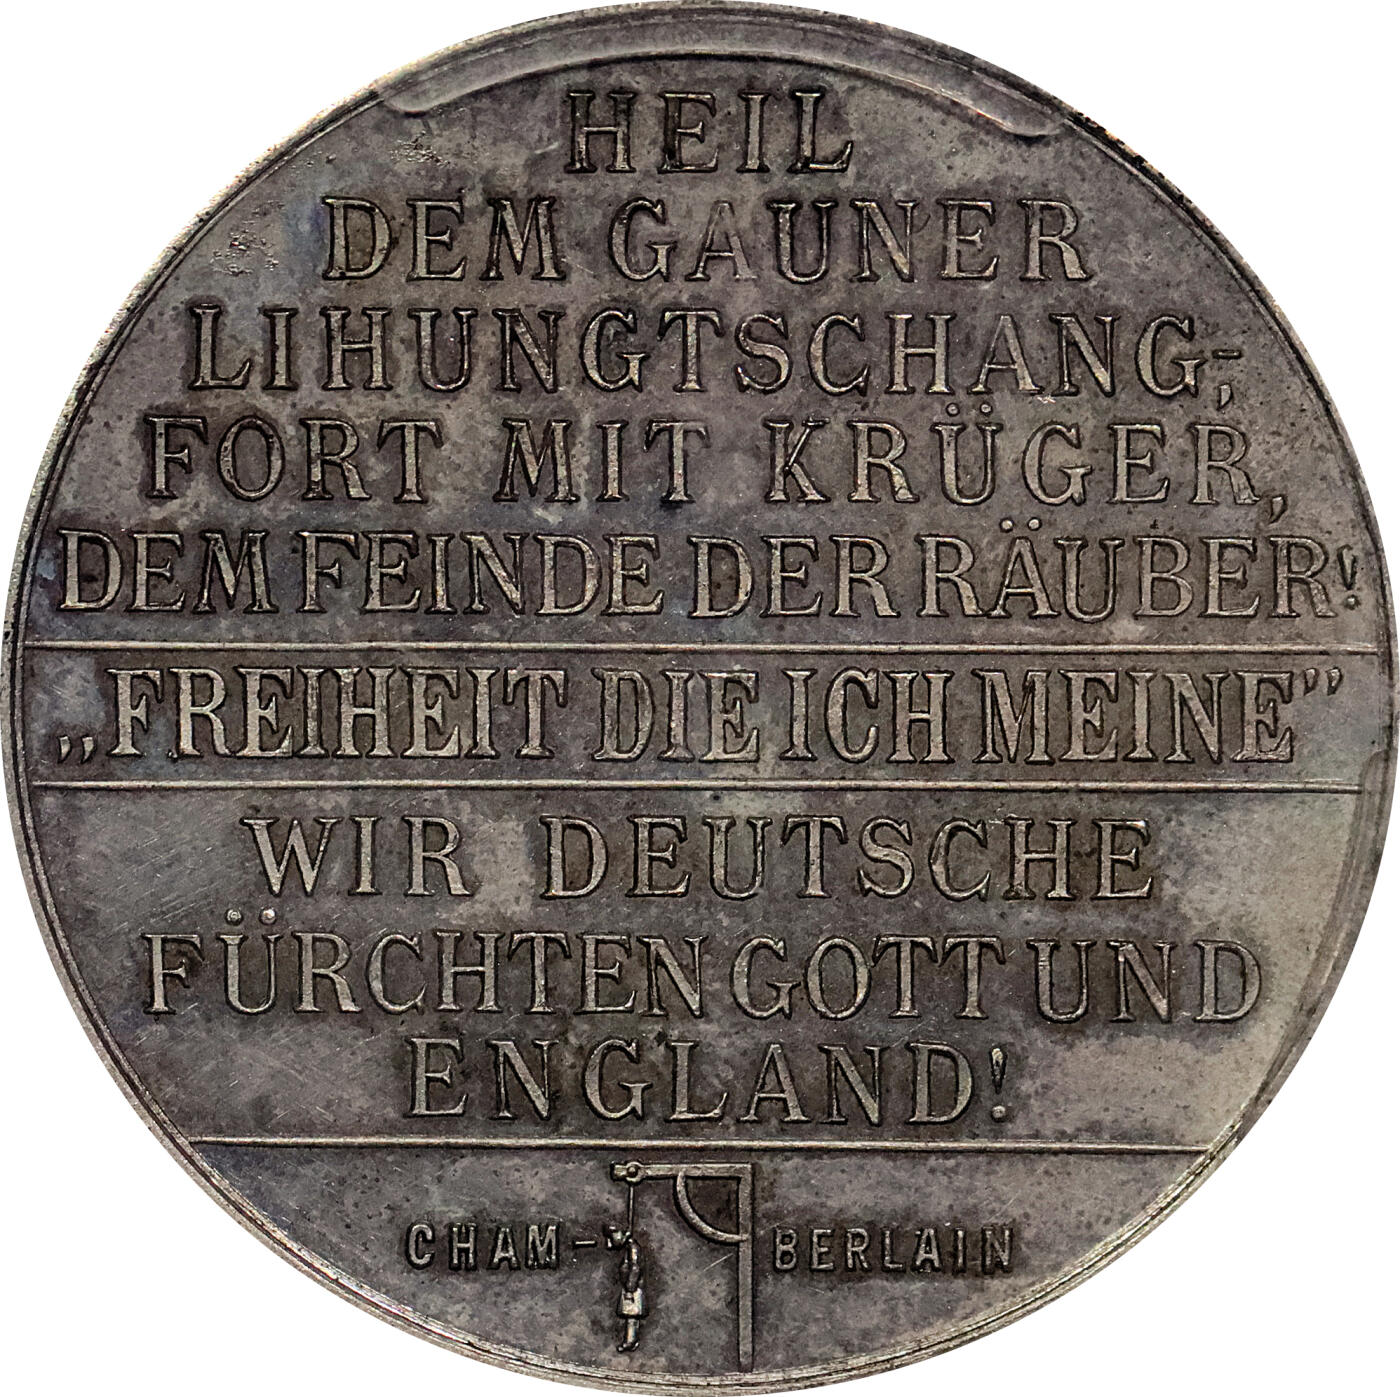 HEIL
DEM GAUNER
LIHUNGTSCHANG,-
FORT MIT KRÜGER,
DEM FEINDE DER RÄUBER!
„FREIHEIT DIE ICH MEINE”
WIR DEUTSCHE
FÜRCHTEN GOTT UND
ENGLAND!
CHAM- BERLAIN